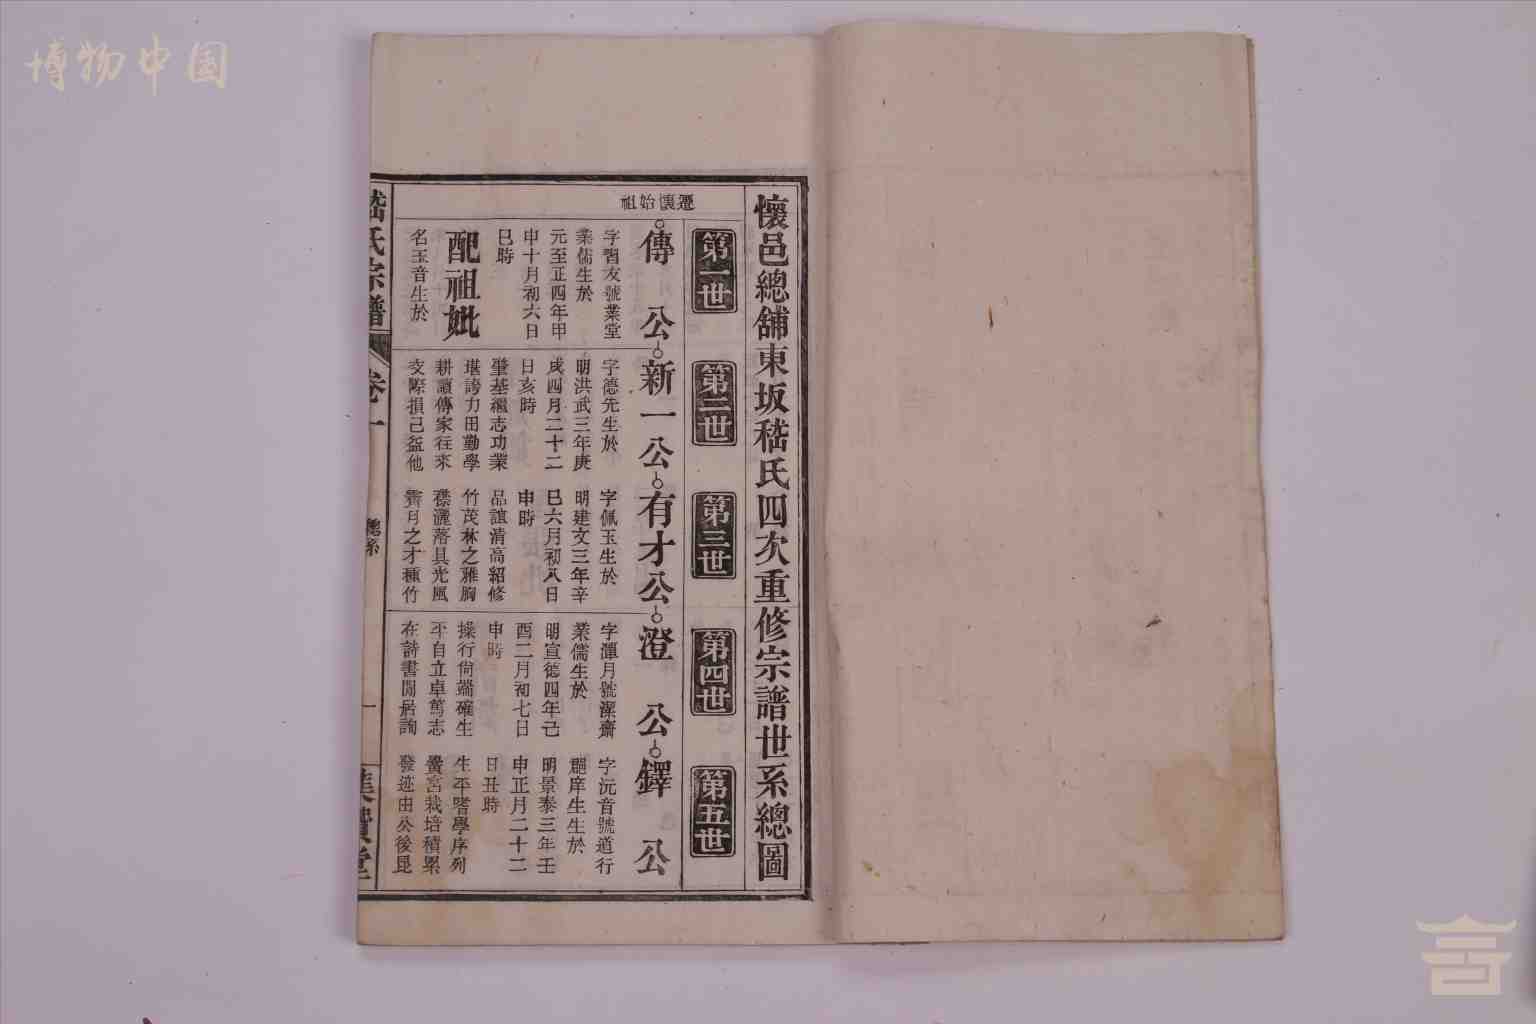 博物中国
懷邑總舖東坂嵇氏四次重修宗譜世系總圖
第一世
第二世
第三世
第四世
第五世
遷懷始祖
傳公
新一公
有才公
澄公
鐸公
字習友號業堂
業儒生於
元至正四年甲
申十月初六日
巳時
配祖妣
名玉音生於
字德先生於
明洪武三年庚
戌四月二十二
日亥時
肇基繼志功業
堪誇力田勤學
耕讀傳家往來
交際損己益他
字佩玉生於
明建文三年辛
巳六月初八日
申時
品誼清高紹修
竹茂林之雅胸
襟灑落具光風
霽月之才種竹
字潭月號潔齋
業儒生於
明宣德四年己
酉二月初七日
申時
操行尚端確生
平自立卓篤志
在詩書閒居詢
字沅音號道行
郡庠生生於
明景泰三年壬
申正月二十二
日丑時
生平嗜學序列
黌宮栽培積累
發迹由公後昆
嵇氏宗譜
卷一
總系
一
集賢堂